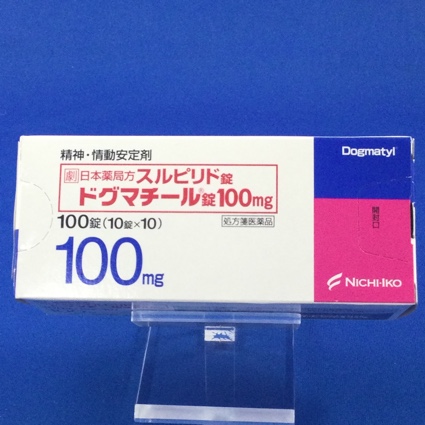 精神・情動安定剤
劇 日本薬局方 スルピリド錠
ドグマチール®錠100mg
100錠(10錠×10)
処方箋医薬品
100mg
Dogmatyl®
開封口
NICHI-IKO